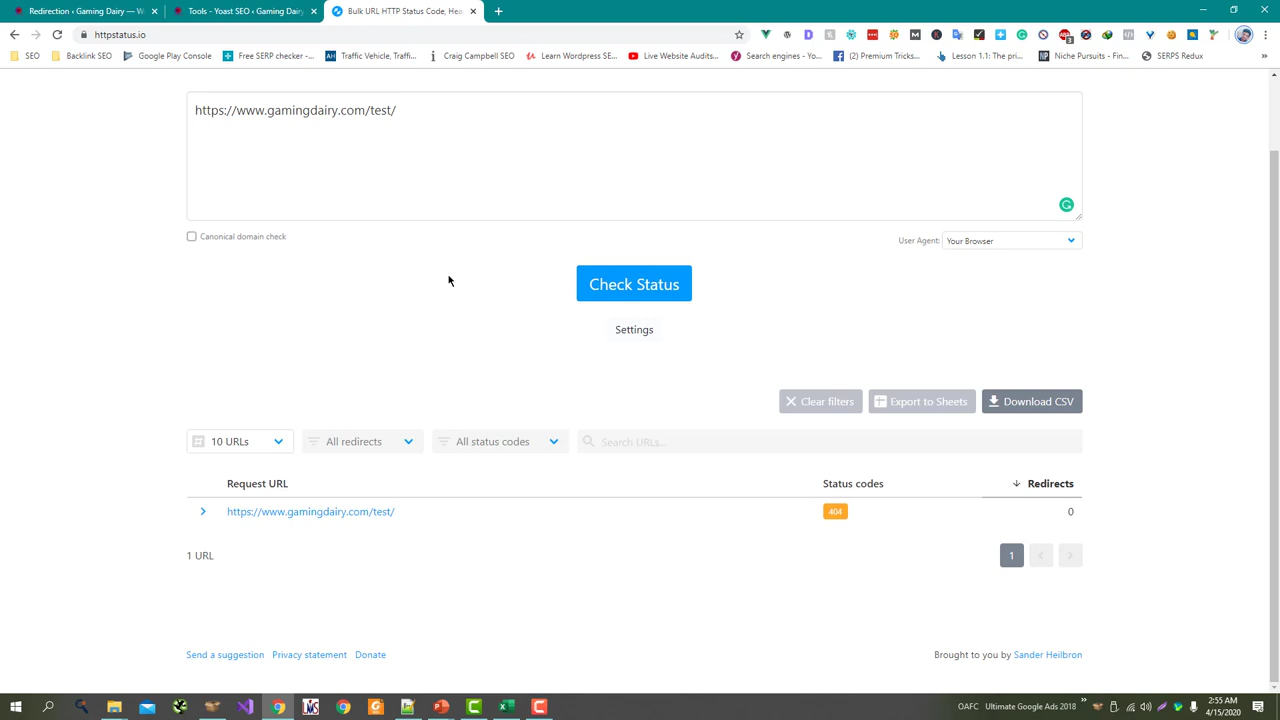 Redirection ‹ Gaming Dairy — W
Tools - Yoast SEO ‹ Gaming Dairy
Bulk URL HTTP Status Code, Hea
httpstatus.io
SEO
Backlink SEO
Google Play Console
Free SERP checker -...
Traffic Vehicle, Traffi...
Craig Campbell SEO
Learn Wordpress SE...
Live Website Audits...
Search engines - Yo...
(2) Premium Tricks...
Lesson 1.1: The pri...
Niche Pursuits - Fin...
SERPS Redux
https://www.gamingdairy.com/test/
Canonical domain check
User Agent: Your Browser
Check Status
Settings
Clear filters
Export to Sheets
Download CSV
10 URLs
All redirects
All status codes
Search URLs...
Request URL
Status codes
Redirects
https://www.gamingdairy.com/test/
404
0
1 URL
1
Send a suggestion
Privacy statement
Donate
Brought to you by Sander Heilbron
OAFC
Ultimate Google Ads 2018
2:55 AM
4/15/2020